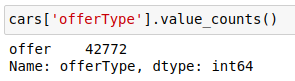 cars['offerType'].value_counts()
offer    42772
Name: offerType, dtype: int64